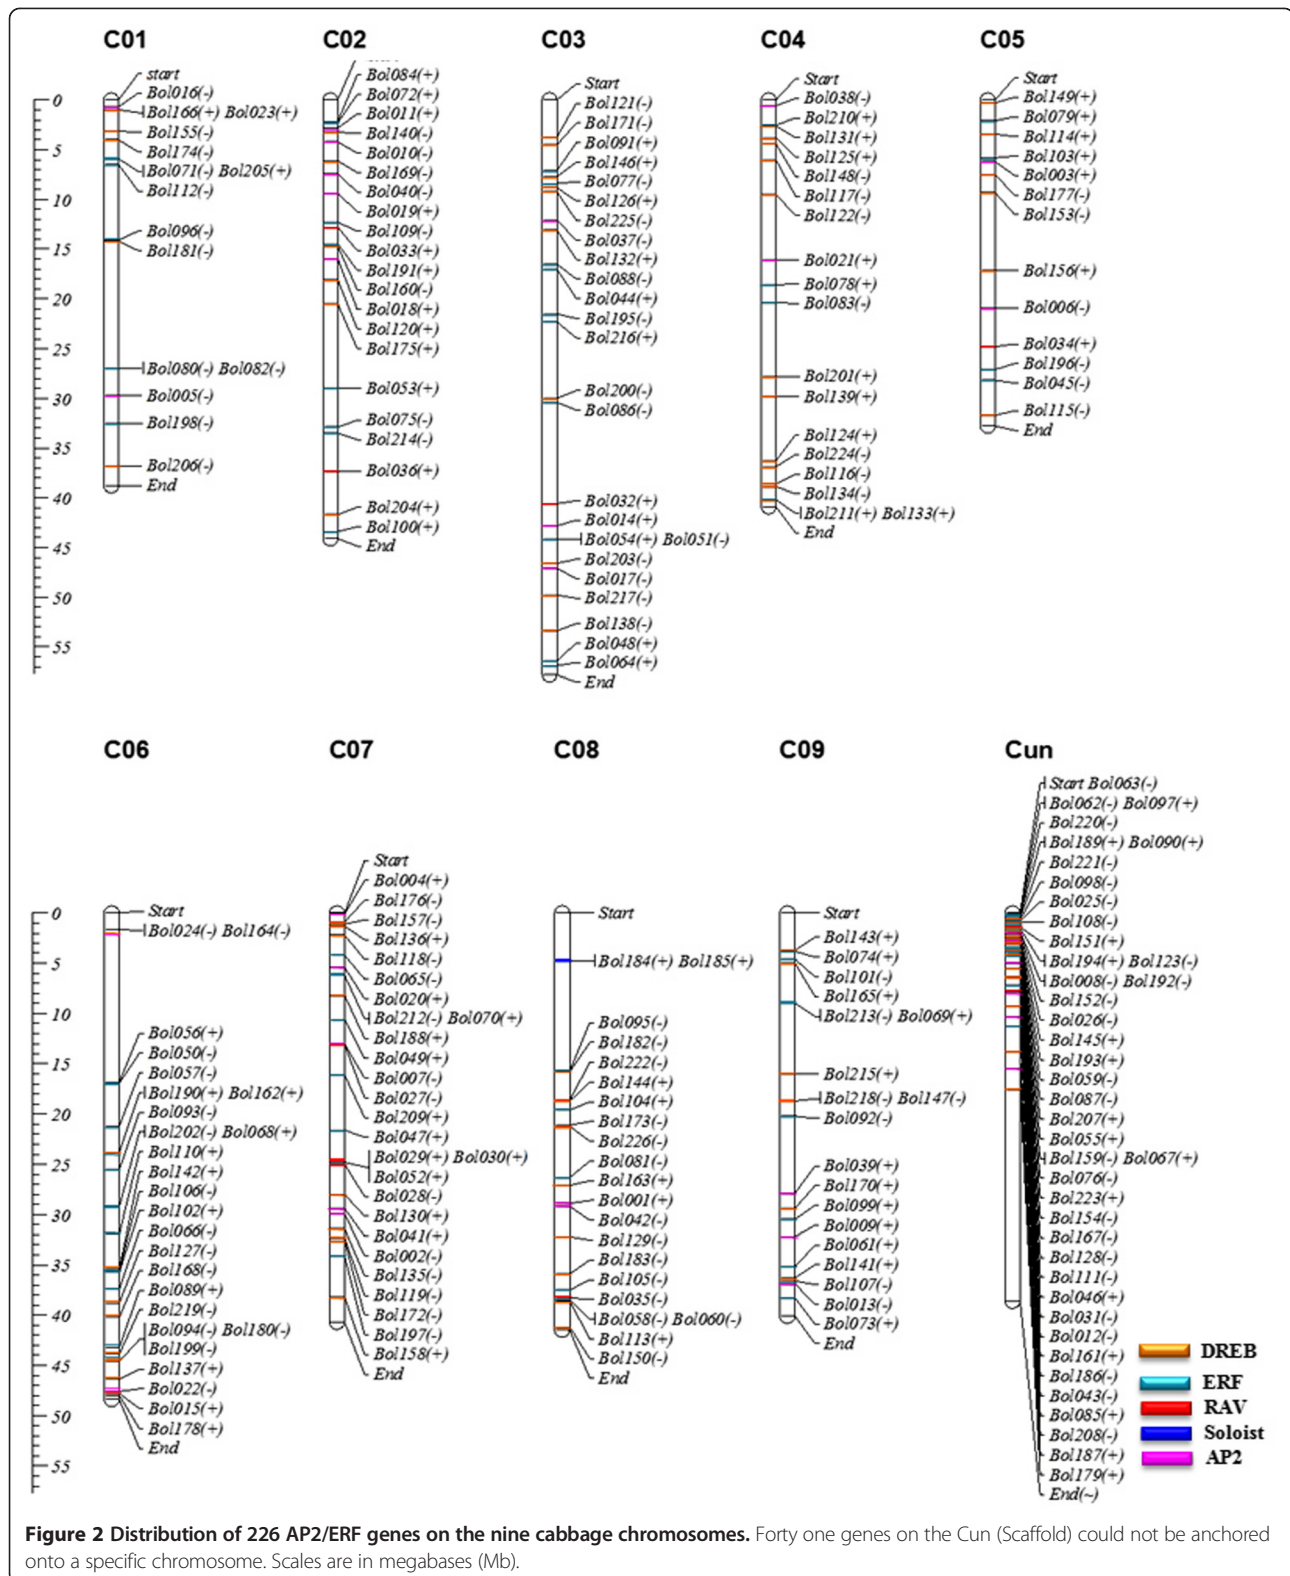 C01
C02
C03
C04
C05
0
5
10
15
20
25
30
35
40
45
50
55
start
Bol016(-)
Bol166(+) Bol023(+)
Bol155(-)
Bol174(-)
Bol071(-) Bol205(+)
Bol112(-)
Bol096(-)
Bol181(-)
Bol080(-) Bol082(-)
Bol005(-)
Bol198(-)
Bol206(-)
End
Bol084(+)
Bol072(+)
Bol011(+)
Bol140(-)
Bol010(-)
Bol169(-)
Bol040(-)
Bol019(+)
Bol109(-)
Bol033(+)
Bol191(+)
Bol160(-)
Bol018(+)
Bol120(+)
Bol175(+)
Bol053(+)
Bol075(-)
Bol214(-)
Bol036(+)
Bol204(+)
Bol100(+)
End
Start
Bol121(-)
Bol171(-)
Bol091(+)
Bol146(+)
Bol077(-)
Bol126(+)
Bol225(-)
Bol037(-)
Bol132(+)
Bol088(-)
Bol044(+)
Bol195(-)
Bol216(+)
Bol200(-)
Bol086(-)
Bol032(+)
Bol014(+)
Bol054(+) Bol051(-)
Bol203(-)
Bol017(-)
Bol217(-)
Bol138(-)
Bol048(+)
Bol064(+)
End
Start
Bol038(-)
Bol210(+)
Bol131(+)
Bol125(+)
Bol148(-)
Bol117(-)
Bol122(-)
Bol021(+)
Bol078(+)
Bol083(-)
Bol201(+)
Bol139(+)
Bol124(+)
Bol224(-)
Bol116(-)
Bol134(-)
Bol211(+) Bol133(+)
End
Start
Bol149(+)
Bol079(+)
Bol114(+)
Bol103(+)
Bol003(+)
Bol177(-)
Bol153(-)
Bol156(+)
Bol006(-)
Bol034(+)
Bol196(-)
Bol045(-)
Bol115(-)
End
C06
C07
C08
C09
Cun
0
5
10
15
20
25
30
35
40
45
50
55
Start
Bol024(-) Bol164(-)
Bol056(+)
Bol050(-)
Bol057(-)
Bol190(+) Bol162(+)
Bol093(-)
Bol202(-) Bol068(+)
Bol110(+)
Bol142(+)
Bol106(-)
Bol102(+)
Bol066(-)
Bol127(-)
Bol168(-)
Bol089(+)
Bol219(-)
Bol094(-) Bol180(-)
Bol199(-)
Bol137(+)
Bol022(-)
Bol015(+)
Bol178(+)
End
Start
Bol004(+)
Bol176(-)
Bol157(-)
Bol136(+)
Bol118(-)
Bol065(-)
Bol020(+)
Bol212(-) Bol070(+)
Bol188(+)
Bol049(+)
Bol007(-)
Bol027(-)
Bol209(+)
Bol047(+)
Bol029(+) Bol030(+)
Bol052(+)
Bol028(-)
Bol130(+)
Bol041(+)
Bol002(-)
Bol135(-)
Bol119(-)
Bol172(-)
Bol197(-)
Bol158(+)
End
Start
Bol184(+) Bol185(+)
Bol095(-)
Bol182(-)
Bol222(-)
Bol144(+)
Bol104(+)
Bol173(-)
Bol226(-)
Bol081(-)
Bol163(+)
Bol001(+)
Bol042(-)
Bol129(-)
Bol183(-)
Bol105(-)
Bol035(-)
Bol058(-) Bol060(-)
Bol113(+)
Bol150(-)
End
Start
Bol143(+)
Bol074(+)
Bol101(-)
Bol165(+)
Bol213(-) Bol069(+)
Bol215(+)
Bol218(-) Bol147(-)
Bol092(-)
Bol039(+)
Bol170(+)
Bol099(+)
Bol009(+)
Bol061(+)
Bol141(+)
Bol107(-)
Bol013(-)
Bol073(+)
End
Start Bol063(-)
Bol062(-) Bol097(+)
Bol220(-)
Bol189(+) Bol090(+)
Bol221(-)
Bol098(-)
Bol025(-)
Bol108(-)
Bol151(+)
Bol194(+) Bol123(-)
Bol008(-) Bol192(-)
Bol152(-)
Bol026(-)
Bol145(+)
Bol193(+)
Bol059(-)
Bol087(-)
Bol207(+)
Bol055(+)
Bol159(-) Bol067(+)
Bol076(-)
Bol223(+)
Bol154(-)
Bol167(-)
Bol128(-)
Bol111(-)
Bol046(+)
Bol031(-)
Bol012(-)
Bol161(+)
Bol186(-)
Bol043(-)
Bol085(+)
Bol208(-)
Bol187(+)
Bol179(+)
End(~)
DREB
ERF
RAV
Soloist
AP2
Figure 2 Distribution of 226 AP2/ERF genes on the nine cabbage chromosomes. Forty one genes on the Cun (Scaffold) could not be anchored
onto a specific chromosome. Scales are in megabases (Mb).